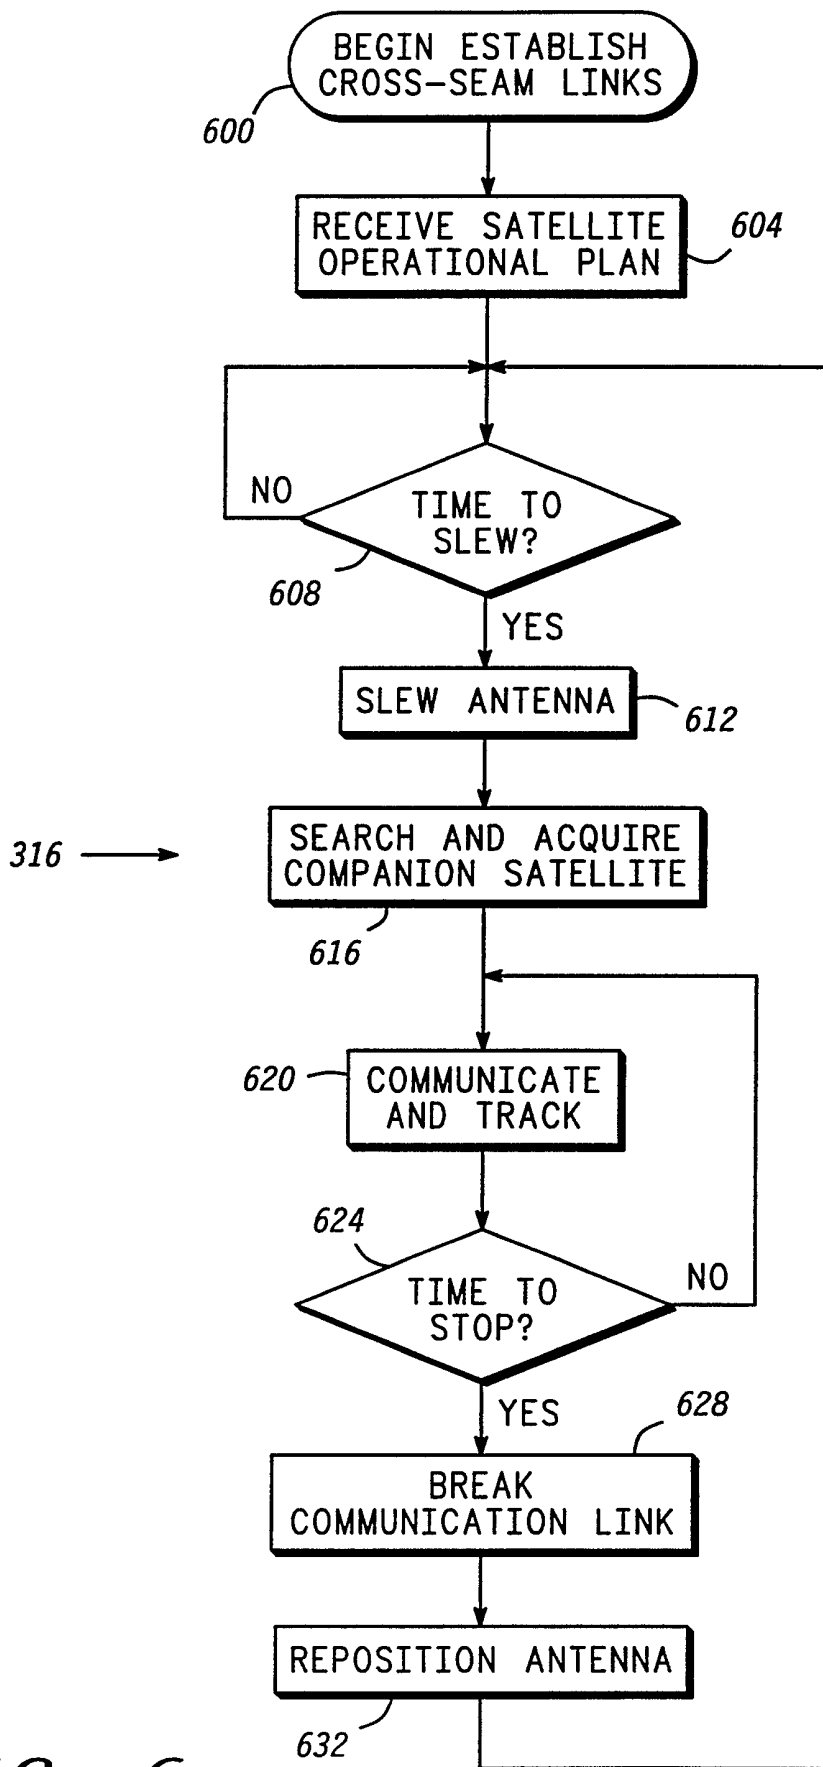 BEGIN ESTABLISH
CROSS-SEAM LINKS
600
RECEIVE SATELLITE
OPERATIONAL PLAN
604
NO
TIME TO
SLEW?
608
YES
SLEW ANTENNA
612
316
SEARCH AND ACQUIRE
COMPANION SATELLITE
616
620
COMMUNICATE
AND TRACK
624
TIME TO
STOP?
NO
YES
628
BREAK
COMMUNICATION LINK
REPOSITION ANTENNA
632